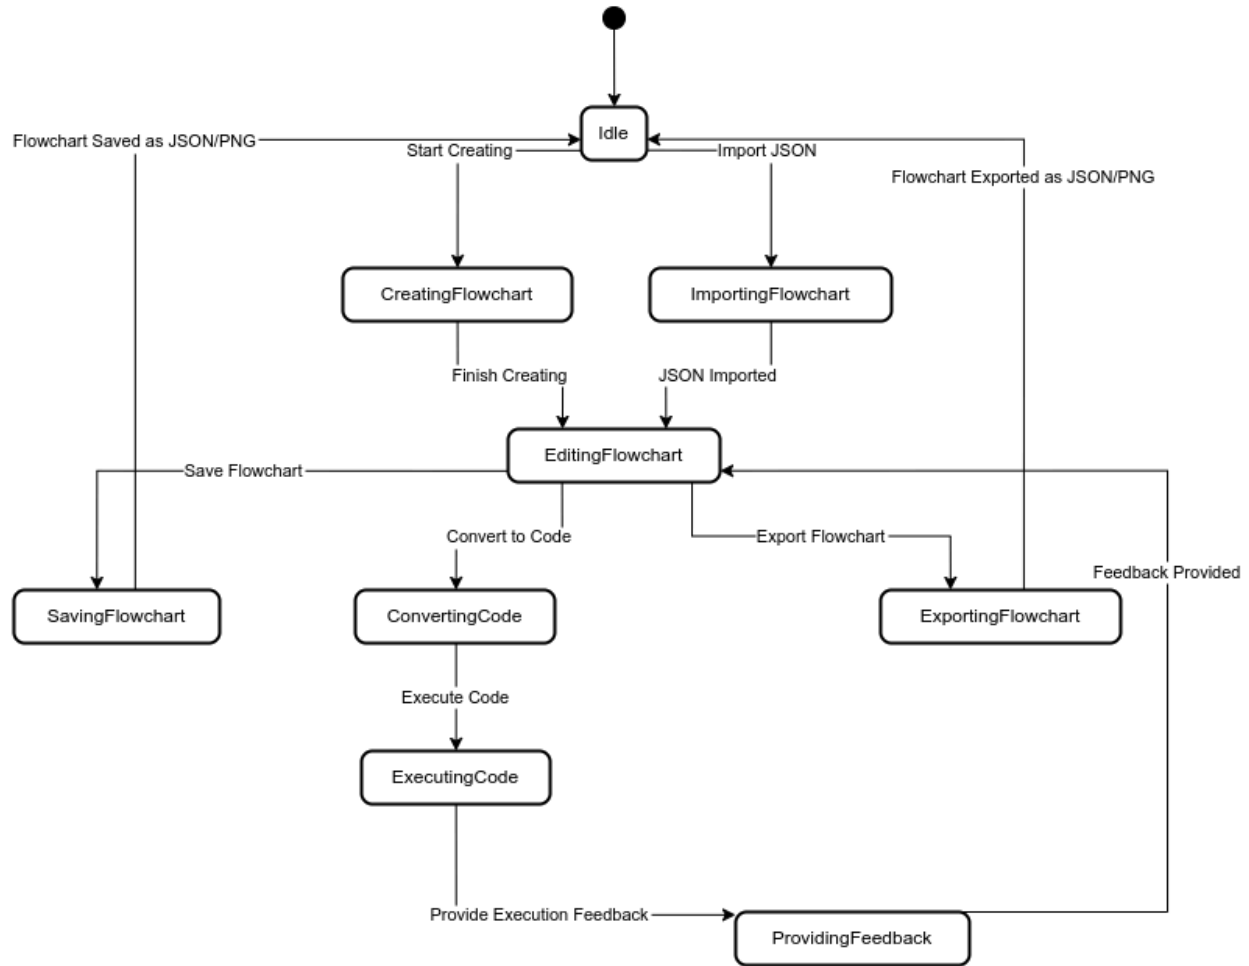 Idle
Flowchart Saved as JSON/PNG
Start Creating
Import JSON
Flowchart Exported as JSON/PNG
CreatingFlowchart
ImportingFlowchart
Finish Creating
JSON Imported
EditingFlowchart
Save Flowchart
Convert to Code
Export Flowchart
Feedback Provided
SavingFlowchart
ConvertingCode
ExportingFlowchart
Execute Code
ExecutingCode
Provide Execution Feedback
ProvidingFeedback